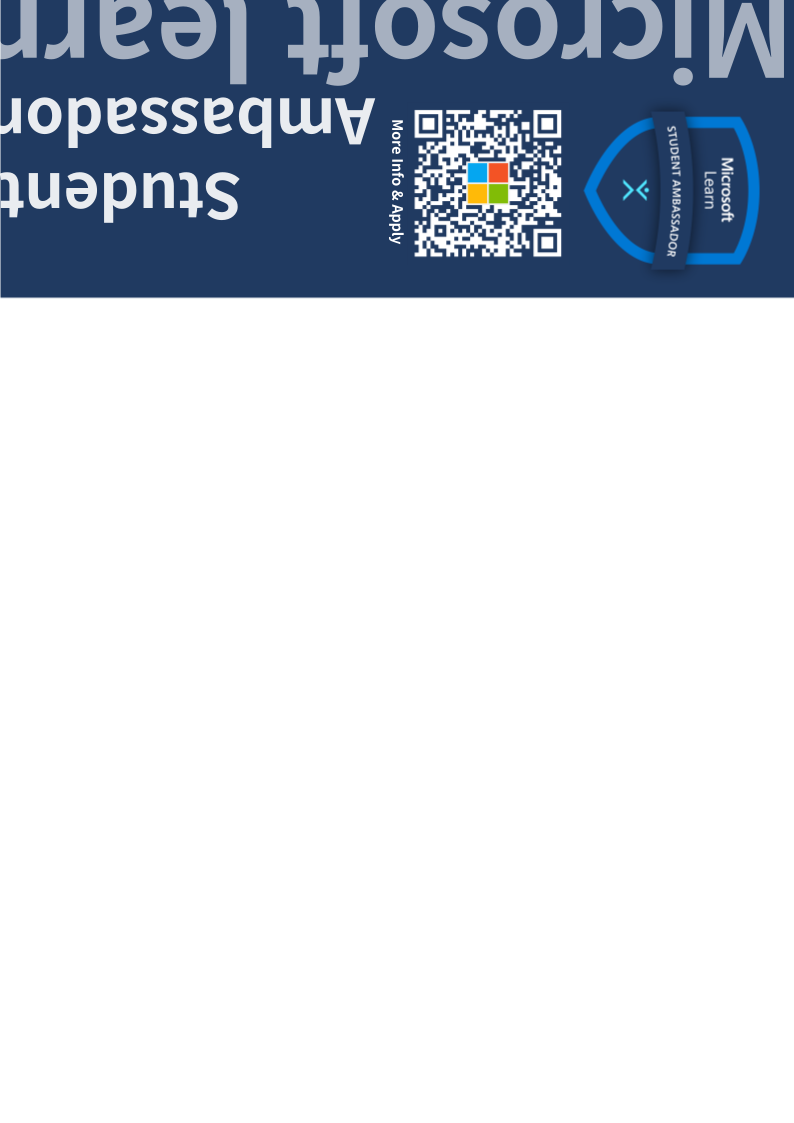 Microsoft learn
Ambassador
Student
More Info & Apply
Microsoft
Learn
STUDENT AMBASSADOR